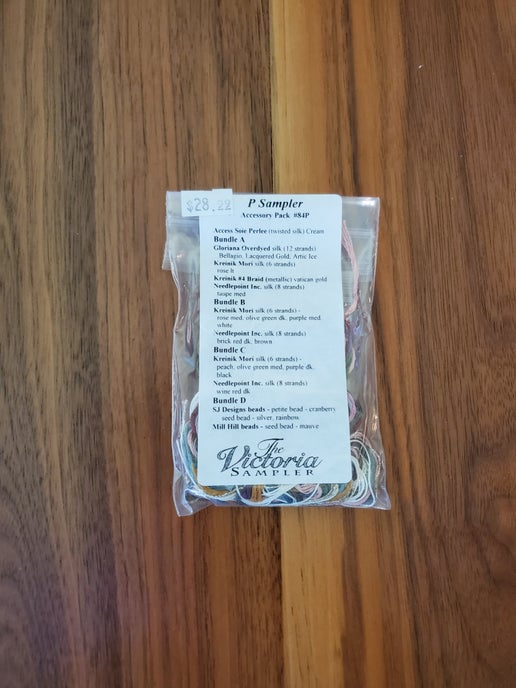 $28.22
P Sampler
Accessory Pack #84P
Access Soie Perlee (twisted silk) Cream
Bundle A
Gloriana Overdyed silk (12 strands)
Bellagio, Lacquered Gold, Artic Ice
Kreinik Mori silk (6 strands)
rose lt
Kreinik #4 Braid (metallic) vatican gold
Needlepoint Inc. silk (8 strands)
taupe med
Bundle B
Kreinik Mori silk (6 strands) -
rose med, olive green dk, purple med,
white
Needlepoint Inc. silk (8 strands)
brick red dk, brown
Bundle C
Kreinik Mori silk (6 strands) -
peach, olive green med, purple dk,
black
Needlepoint Inc. silk (8 strands)
wine red dk
Bundle D
SJ Designs beads - petite bead - cranberry
seed bead - silver, rainbow
Mill Hill beads - seed bead - mauve
The
Victoria
SAMPLER